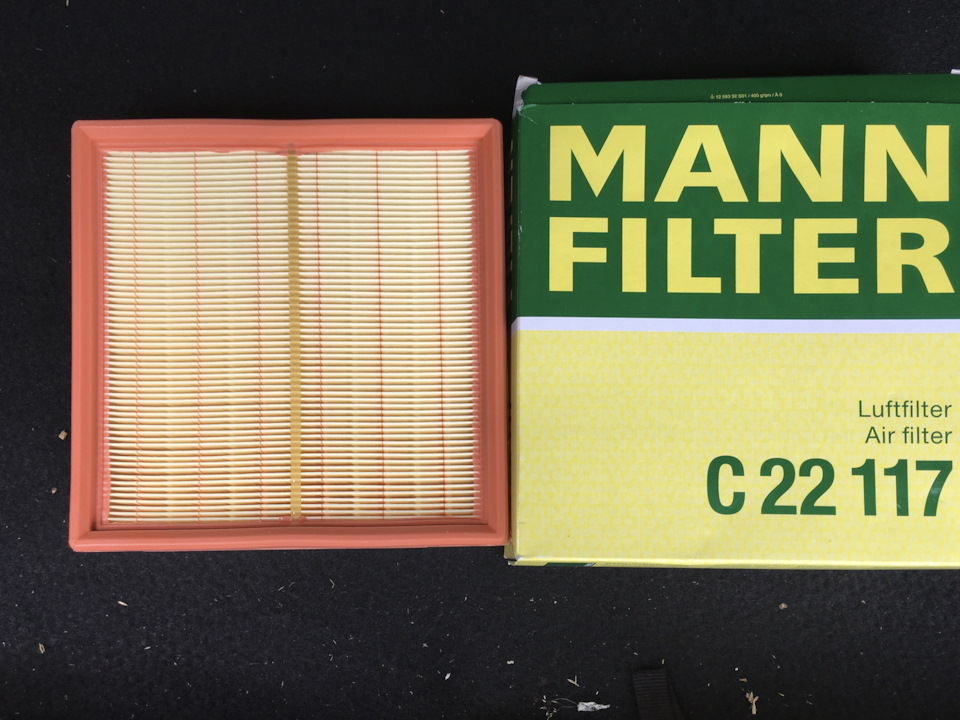 MANN
FILTER
Luftfilter
Air filter
C 22 117